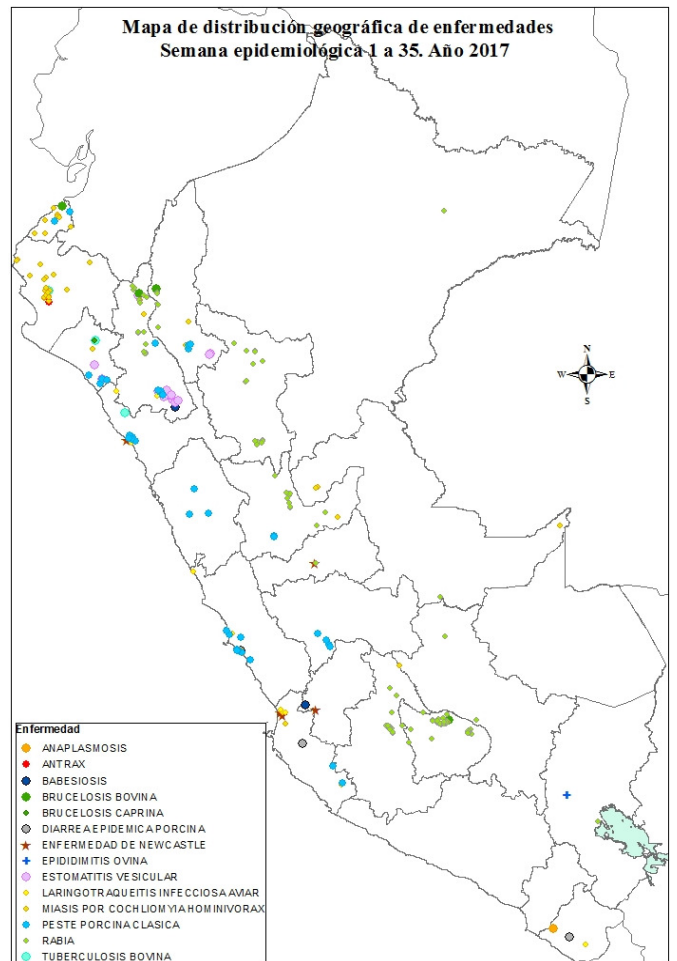 Mapa de distribución geográfica de enfermedades
Semana epidemiológica 1 a 35. Año 2017
N
W E
S
Enfermedad
ANAPLASMOSIS
ANTRAX
BABESIOSIS
BRUCELOSIS BOVINA
BRUCELOSIS CAPRINA
DIARREA EPIDEMICA PORCINA
ENFERMEDAD DE NEWCASTLE
EPIDIDIMITIS OVINA
ESTOMATITIS VESICULAR
LARINGOTRAQUEITIS INFECCIOSA AVIAR
MIASIS POR COCHLIOMYIA HOMINIVORAX
PESTE PORCINA CLASICA
RABIA
TUBERCULOSIS BOVINA